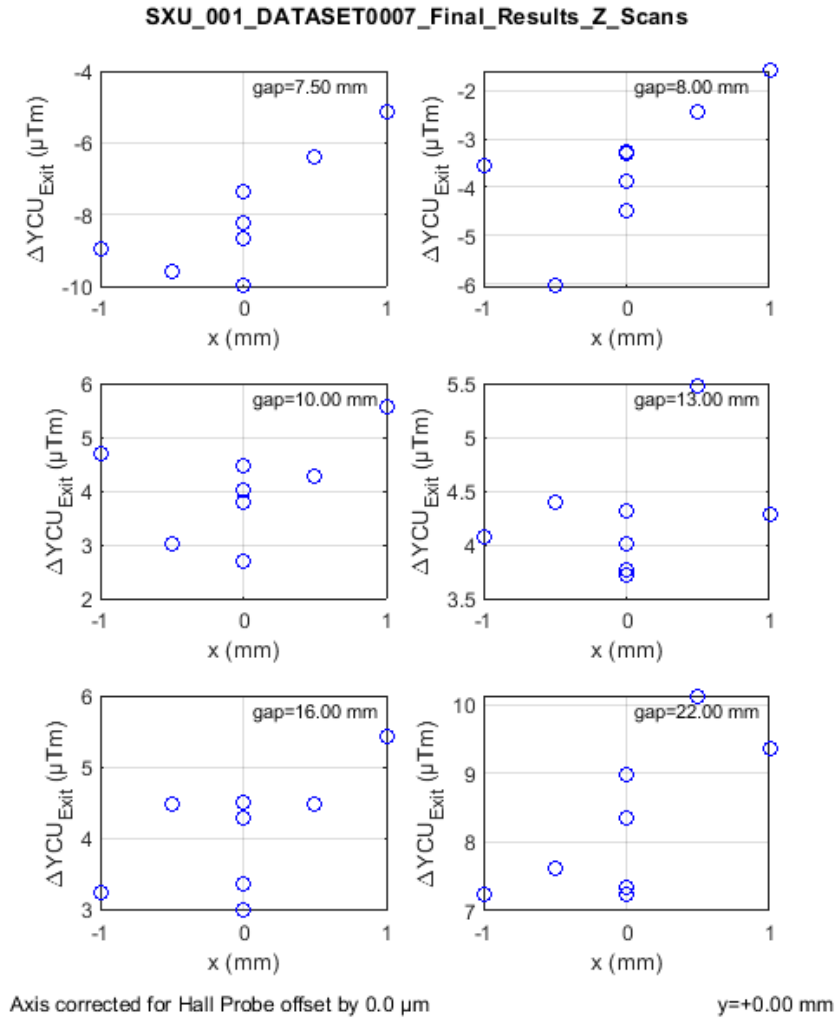 SXU_001_DATASET0007_Final_Results_Z_Scans
gap=7.50 mm
-4
-6
-8
-10
ΔYCU_Exit (µTm)
-1 0 1
x (mm)
gap=8.00 mm
-2
-3
-4
-5
-6
ΔYCU_Exit (µTm)
-1 0 1
x (mm)
gap=10.00 mm
6
5
4
3
2
ΔYCU_Exit (µTm)
-1 0 1
x (mm)
gap=13.00 mm
5.5
5
4.5
4
3.5
ΔYCU_Exit (µTm)
-1 0 1
x (mm)
gap=16.00 mm
6
5
4
3
ΔYCU_Exit (µTm)
-1 0 1
x (mm)
gap=22.00 mm
10
9
8
7
ΔYCU_Exit (µTm)
-1 0 1
x (mm)
Axis corrected for Hall Probe offset by 0.0 µm
y=+0.00 mm